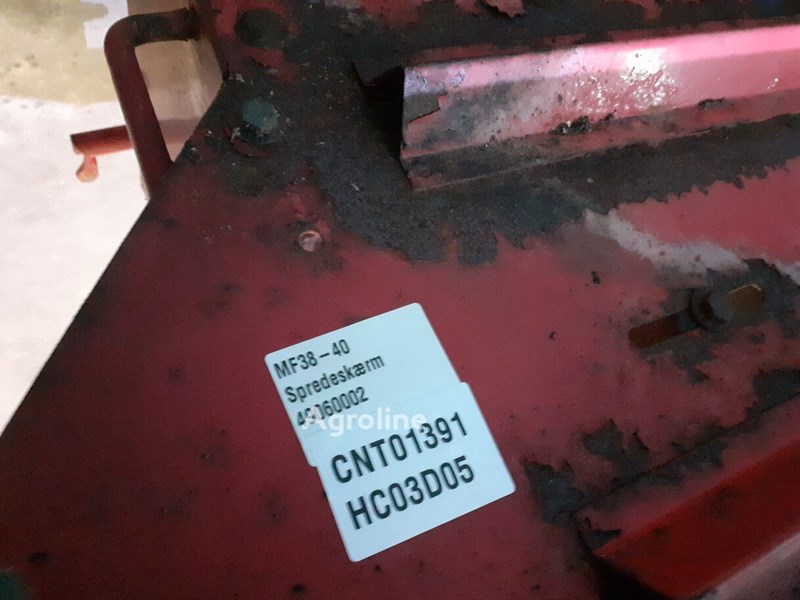 MF38-40
Spredeskærm
Agroline
CNT01391
HC03D05